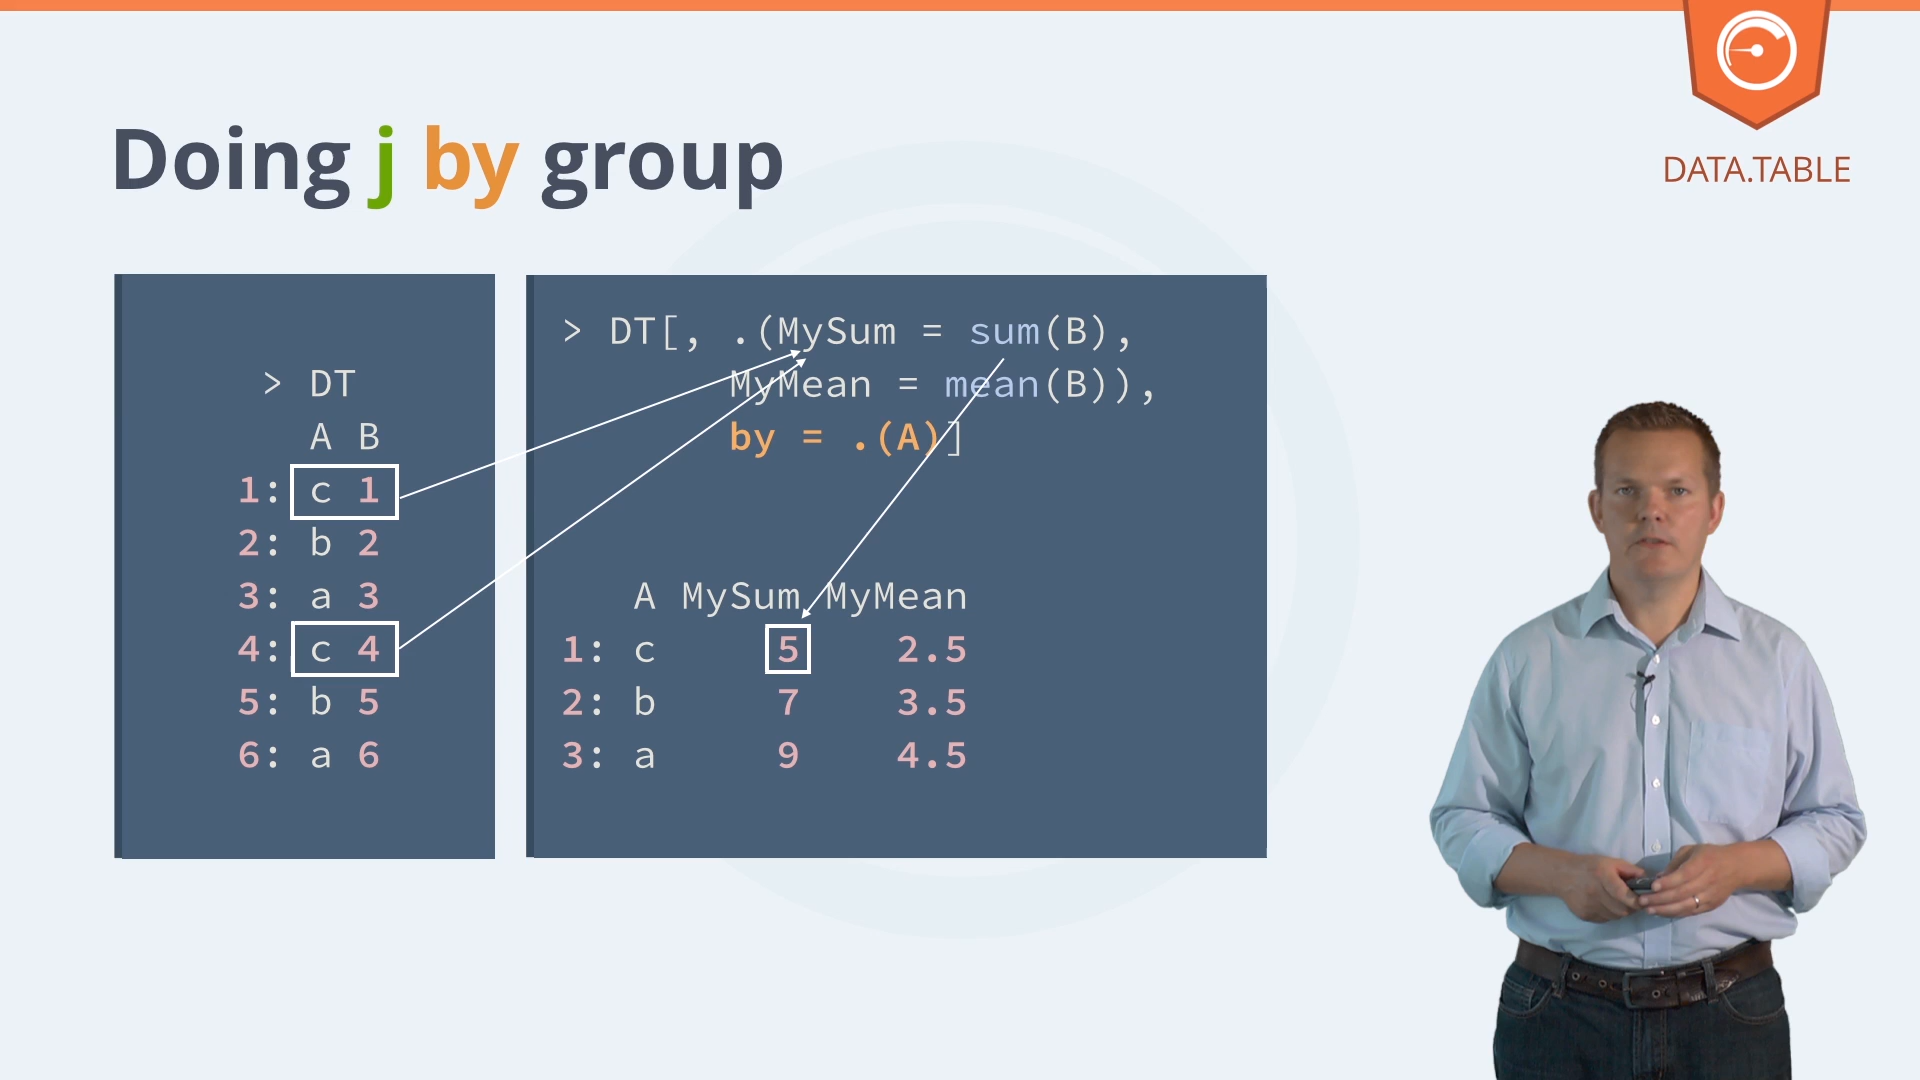 Doing j by group
DATA.TABLE
> DT
A B
1: c 1
2: b 2
3: a 3
4: c 4
5: b 5
6: a 6
> DT[, .(MySum = sum(B),
MyMean = mean(B)),
by = .(A)]
A MySum MyMean
1: c 5 2.5
2: b 7 3.5
3: a 9 4.5